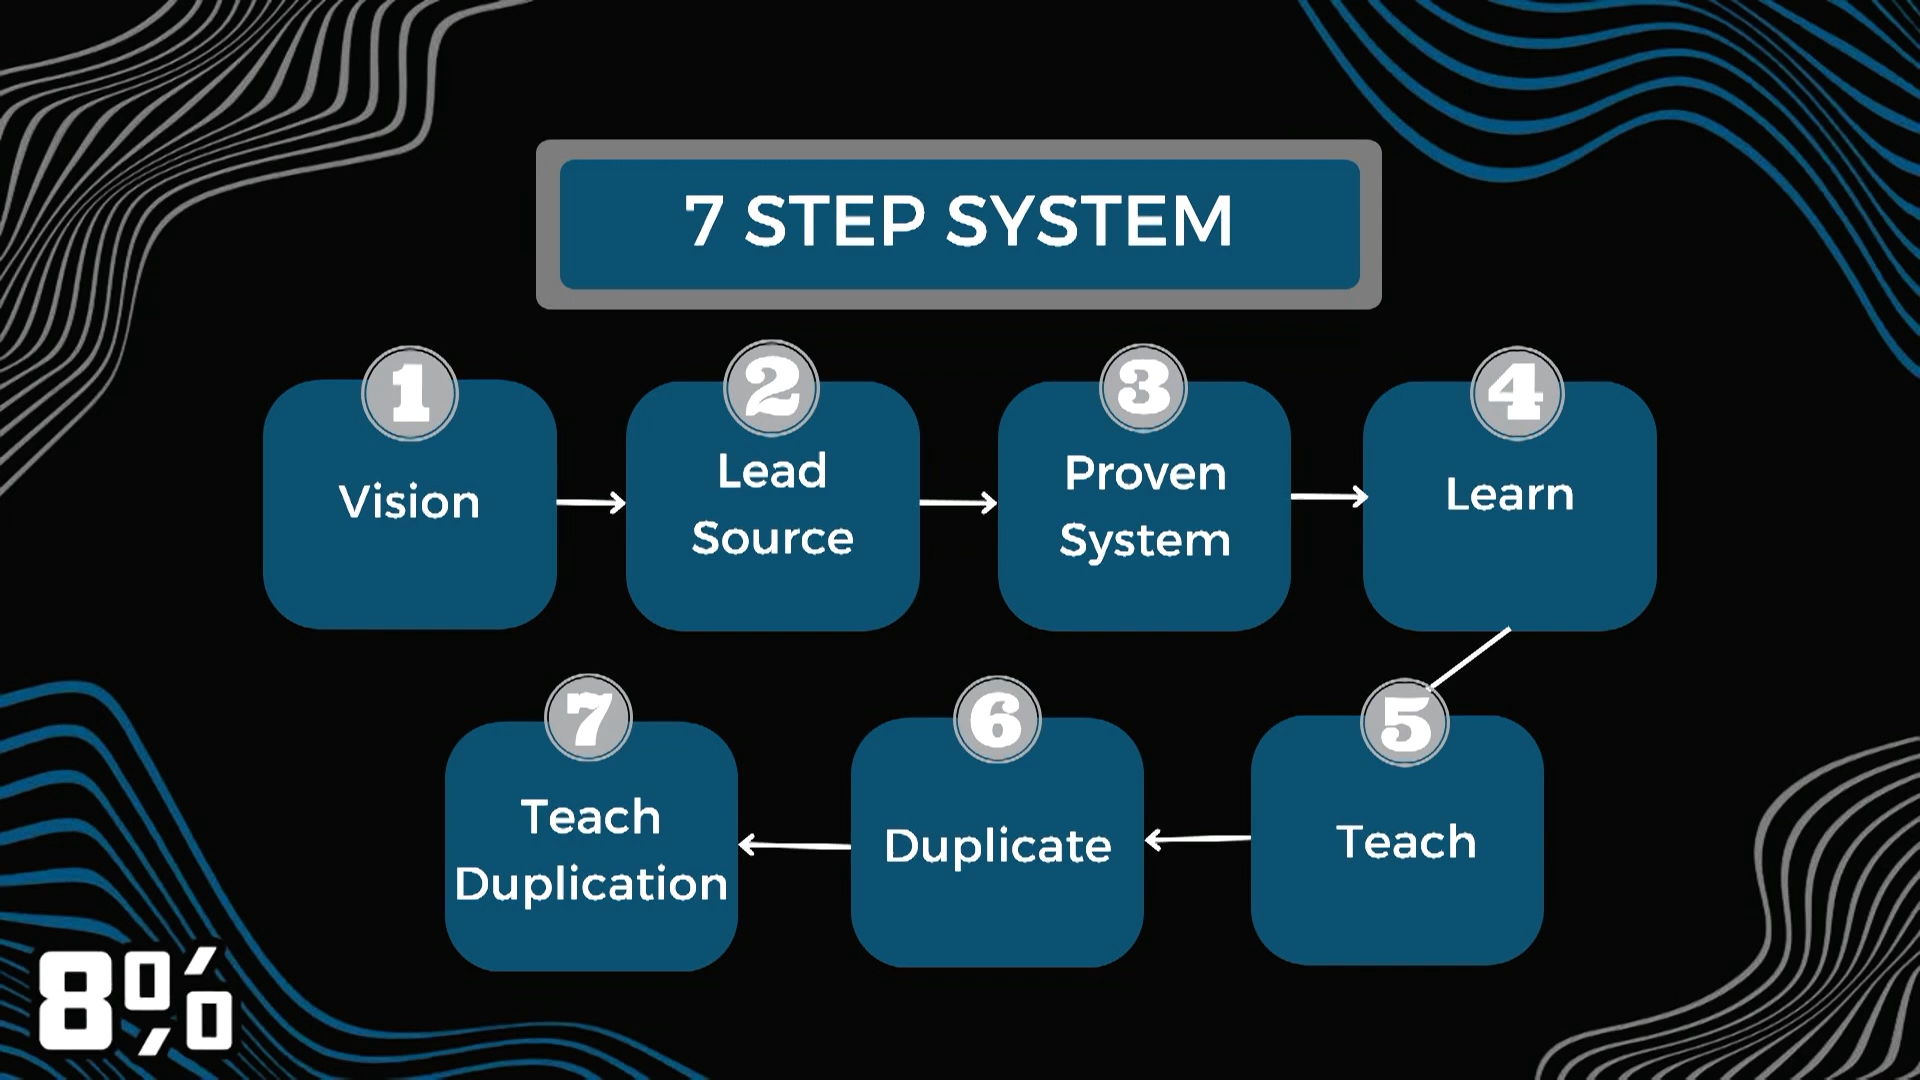 7 STEP SYSTEM
1
Vision
2
Lead
Source
3
Proven
System
4
Learn
5
Teach
6
Duplicate
7
Teach
Duplication
8%